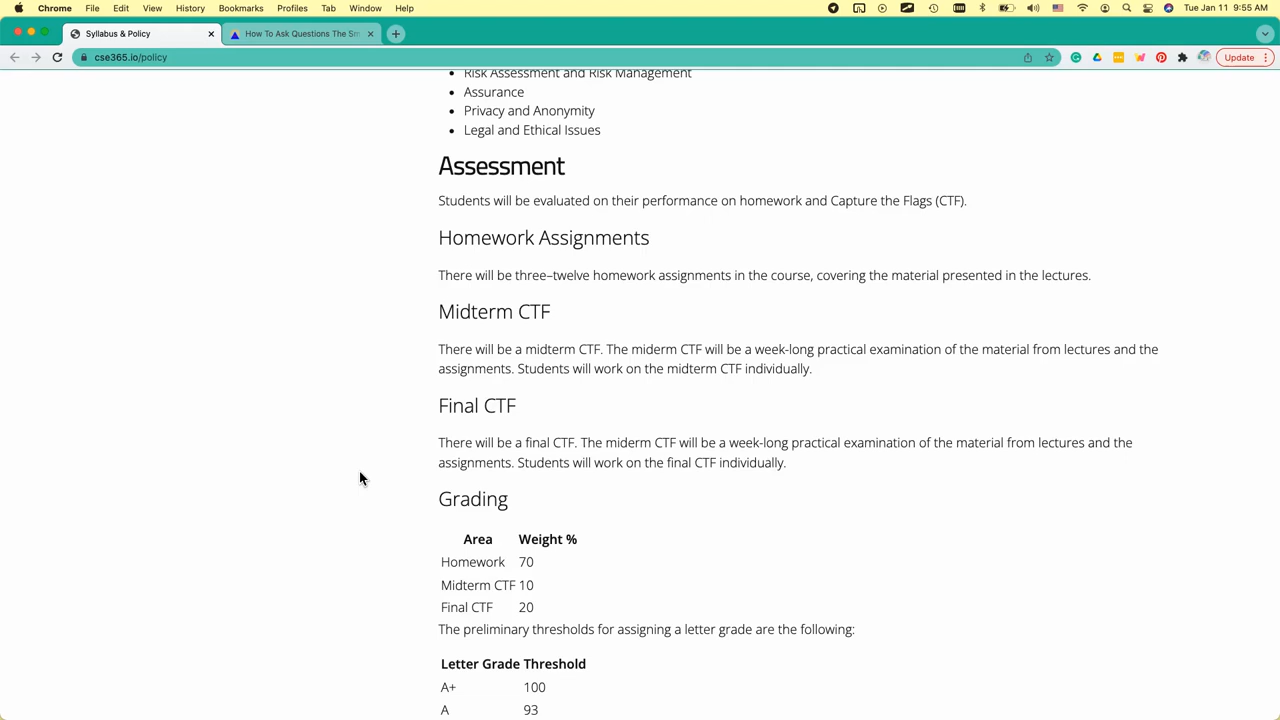 Chrome File Edit View History Bookmarks Profiles Tab Window Help Tue Jan 11 9:55 AM
Syllabus & Policy How To Ask Questions The Sm
cse365.io/policy Update
Risk Assessment and Risk Management
Assurance
Privacy and Anonymity
Legal and Ethical Issues
Assessment
Students will be evaluated on their performance on homework and Capture the Flags (CTF).
Homework Assignments
There will be three–twelve homework assignments in the course, covering the material presented in the lectures.
Midterm CTF
There will be a midterm CTF. The miderm CTF will be a week-long practical examination of the material from lectures and the
assignments. Students will work on the midterm CTF individually.
Final CTF
There will be a final CTF. The miderm CTF will be a week-long practical examination of the material from lectures and the
assignments. Students will work on the final CTF individually.
Grading
Area Weight %
Homework 70
Midterm CTF 10
Final CTF 20
The preliminary thresholds for assigning a letter grade are the following:
Letter Grade Threshold
A+ 100
A 93